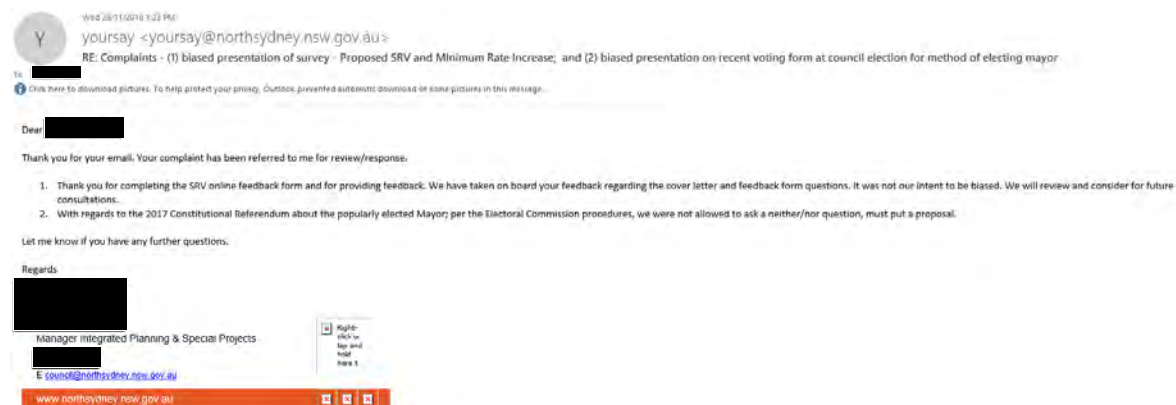 Wed 28/11/2018 1:23 PM
Y
yoursay <yoursay@northsydney.nsw.gov.au>
RE: Complaints - (1) biased presentation of survey - Proposed SRV and Minimum Rate Increase; and (2) biased presentation on recent voting form at council election for method of electing mayor
To
Click here to download pictures. To help protect your privacy, Outlook prevented automatic download of some pictures in this message.
Dear
Thank you for your email. Your complaint has been referred to me for review/response.
1. Thank you for completing the SRV online feedback form and for providing feedback. We have taken on board your feedback regarding the cover letter and feedback form questions. It was not our intent to be biased. We will review and consider for future
consultations.
2. With regards to the 2017 Constitutional Referendum about the popularly elected Mayor; per the Electoral Commission procedures, we were not allowed to ask a neither/nor question, must put a proposal.
Let me know if you have any further questions.
Regards
Manager Integrated Planning & Special Projects
Right-
click or
tap and
hold
here t
E council@northsydney.nsw.gov.au
www.northsydney.nsw.gov.au